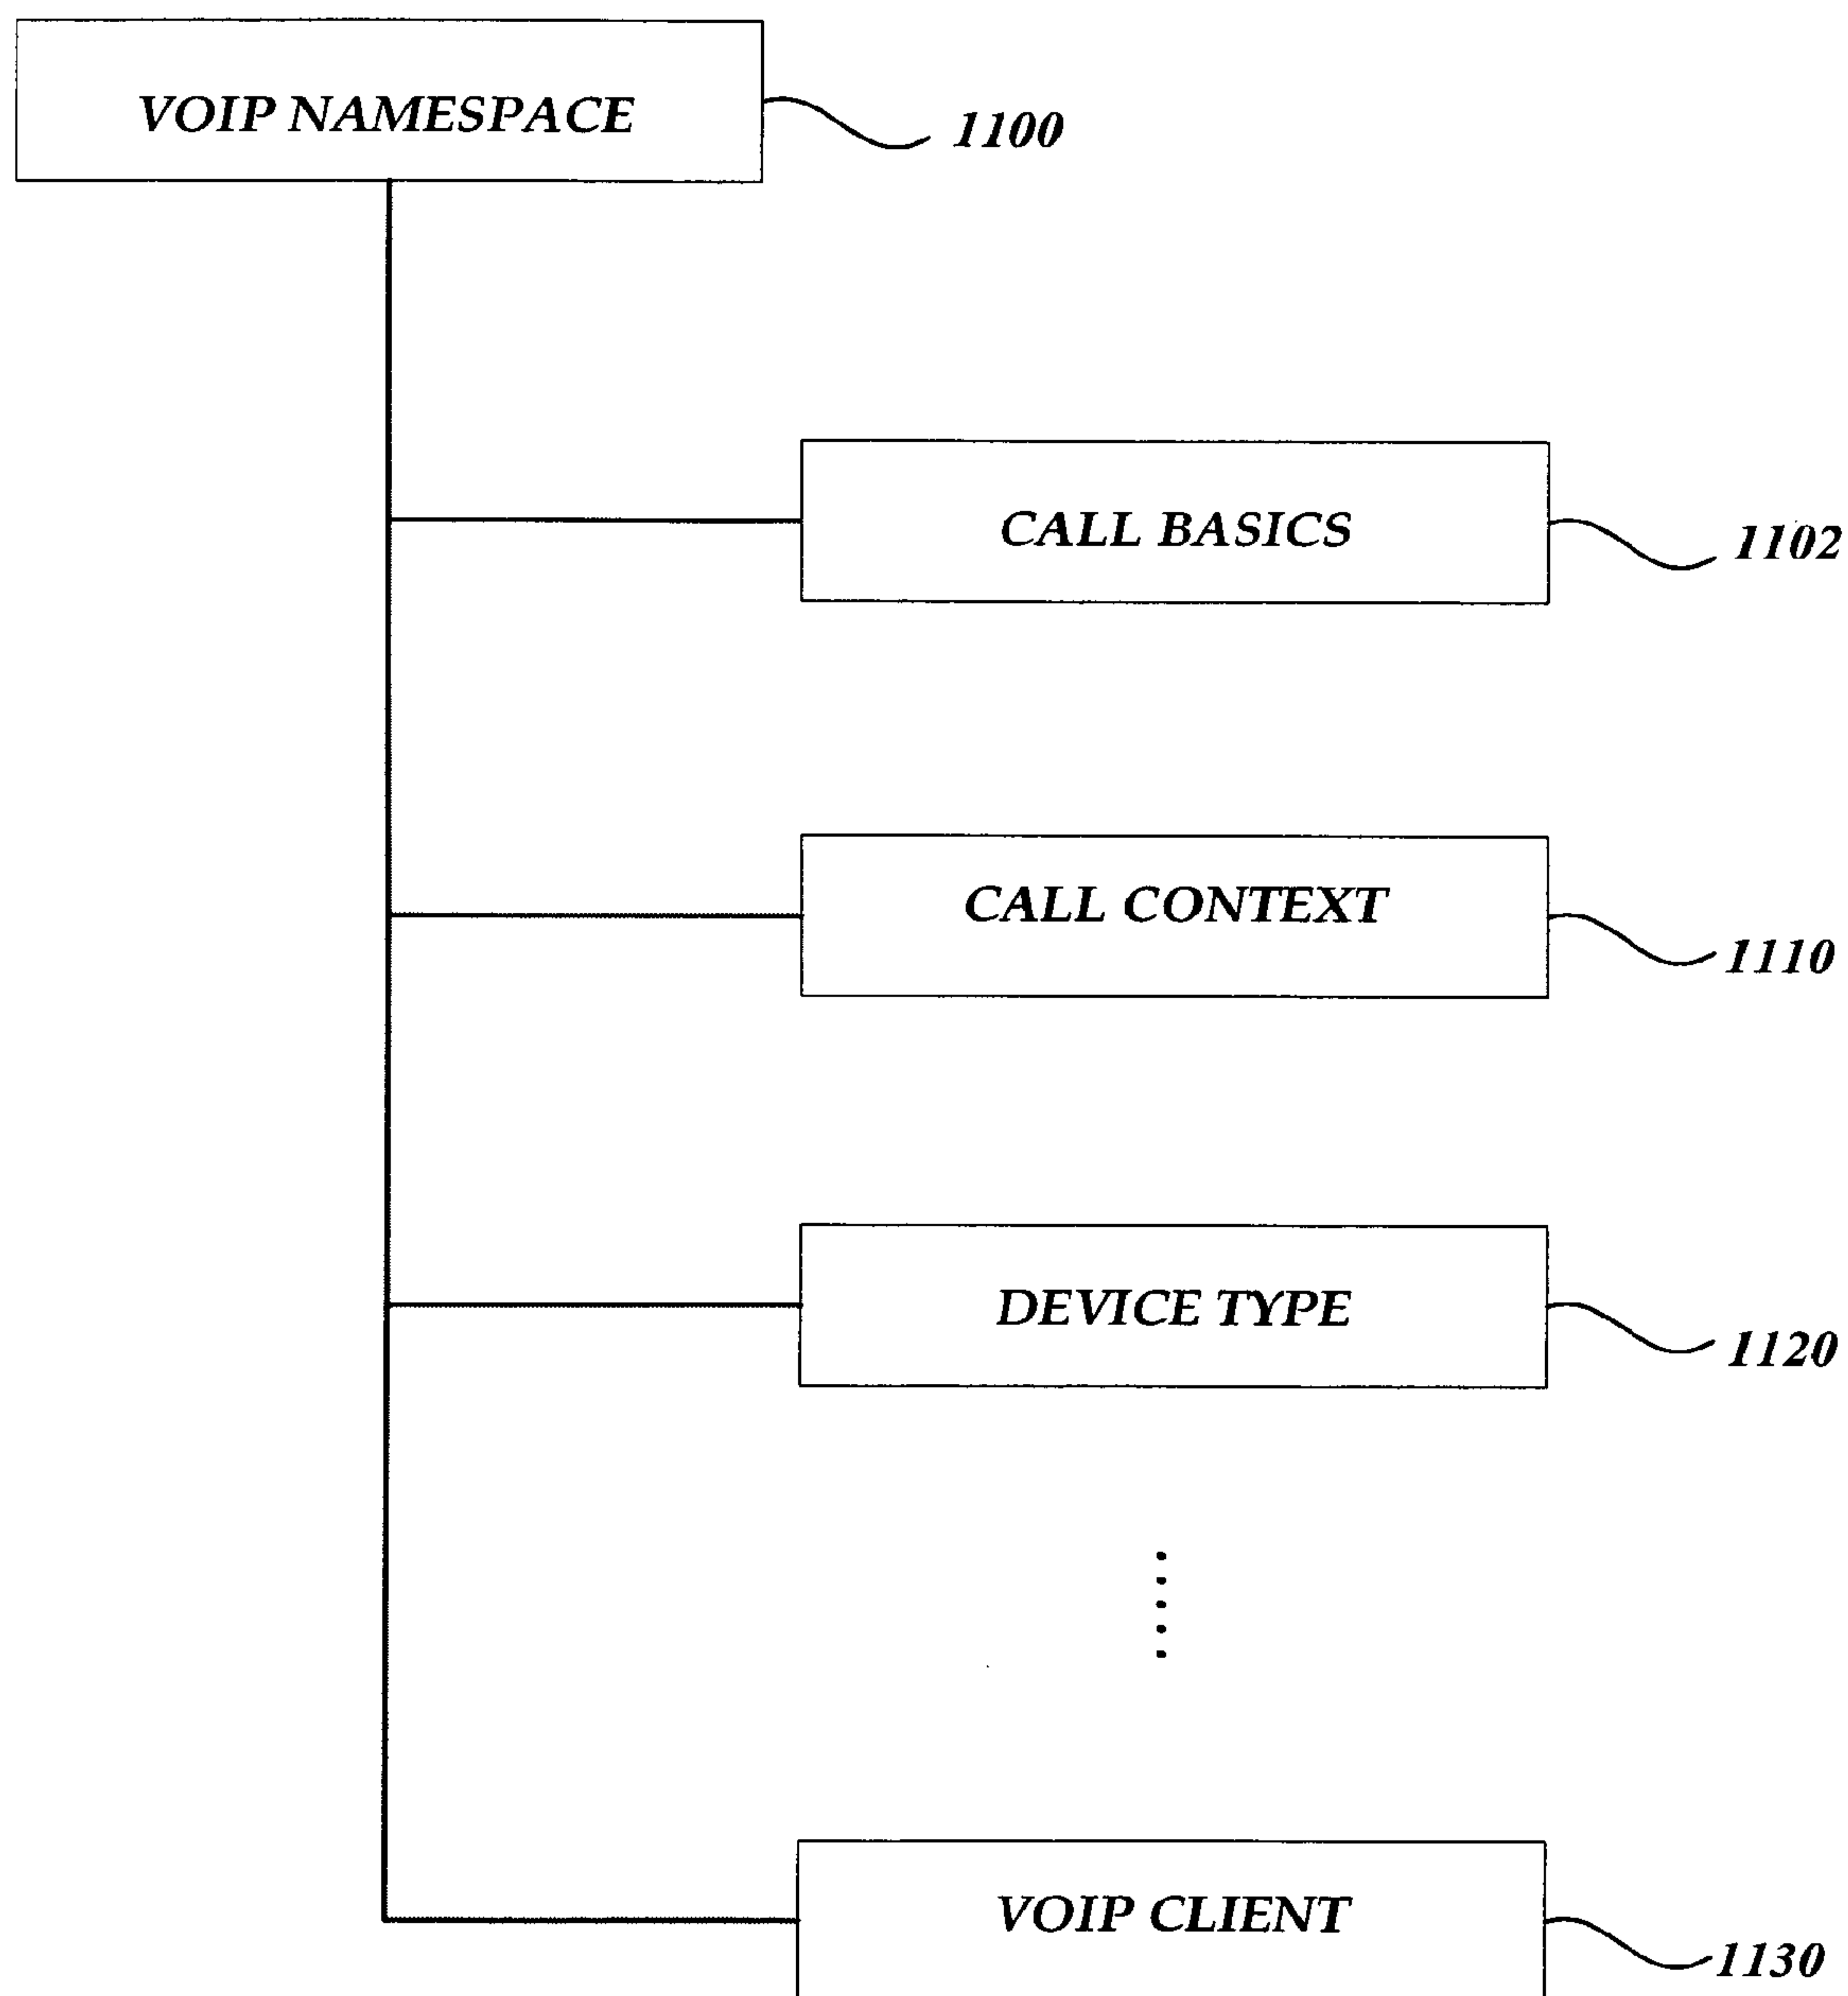 VOIP NAMESPACE
1100
CALL BASICS
1102
CALL CONTEXT
1110
DEVICE TYPE
1120
VOIP CLIENT
1130